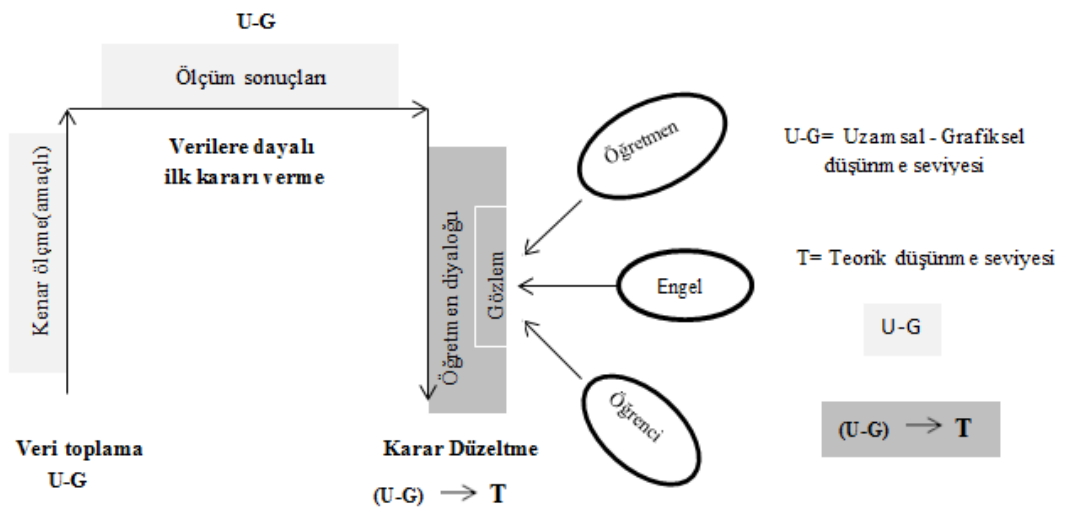 U-G
Ölçüm sonuçları
Kenar ölçme(amaçlı)
Verilere dayalı
ilk kararı verme
Öğretmen diyaloğu
Gözlem
Öğretmen
Engel
Öğrenci
U-G= Uzamsal - Grafiksel
düşünme seviyesi
T= Teorik düşünme seviyesi
U-G
(U-G) → T
Veri toplama
U-G
Karar Düzeltme
(U-G) → T